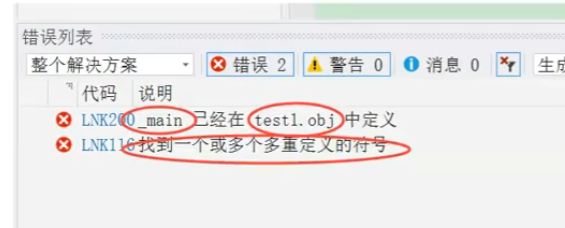 错误列表
整个解决方案 错误 2 警告 0 消息 0 生成
代码 说明
LNK200 _main 已经在 test1.obj 中定义
LNK116 找到一个或多个多重定义的符号